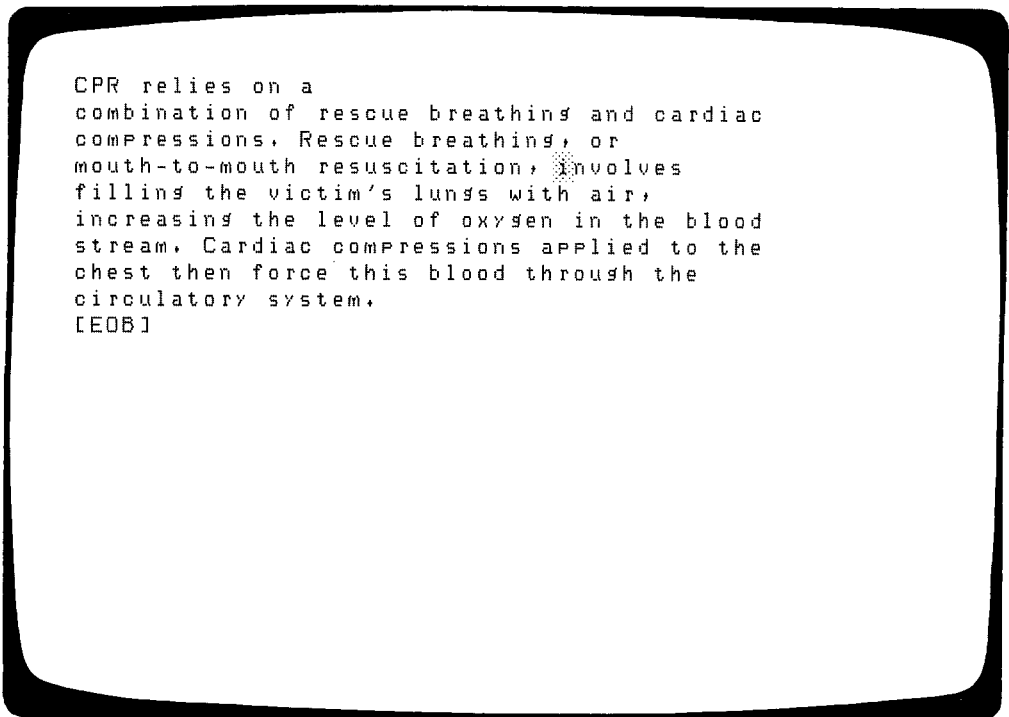 CPR relies on a
combination of rescue breathing and cardiac
compressions. Rescue breathing, or
mouth-to-mouth resuscitation, involves
filling the victim's lungs with air,
increasing the level of oxygen in the blood
stream. Cardiac compressions applied to the
chest then force this blood through the
circulatory system.
[EOB]